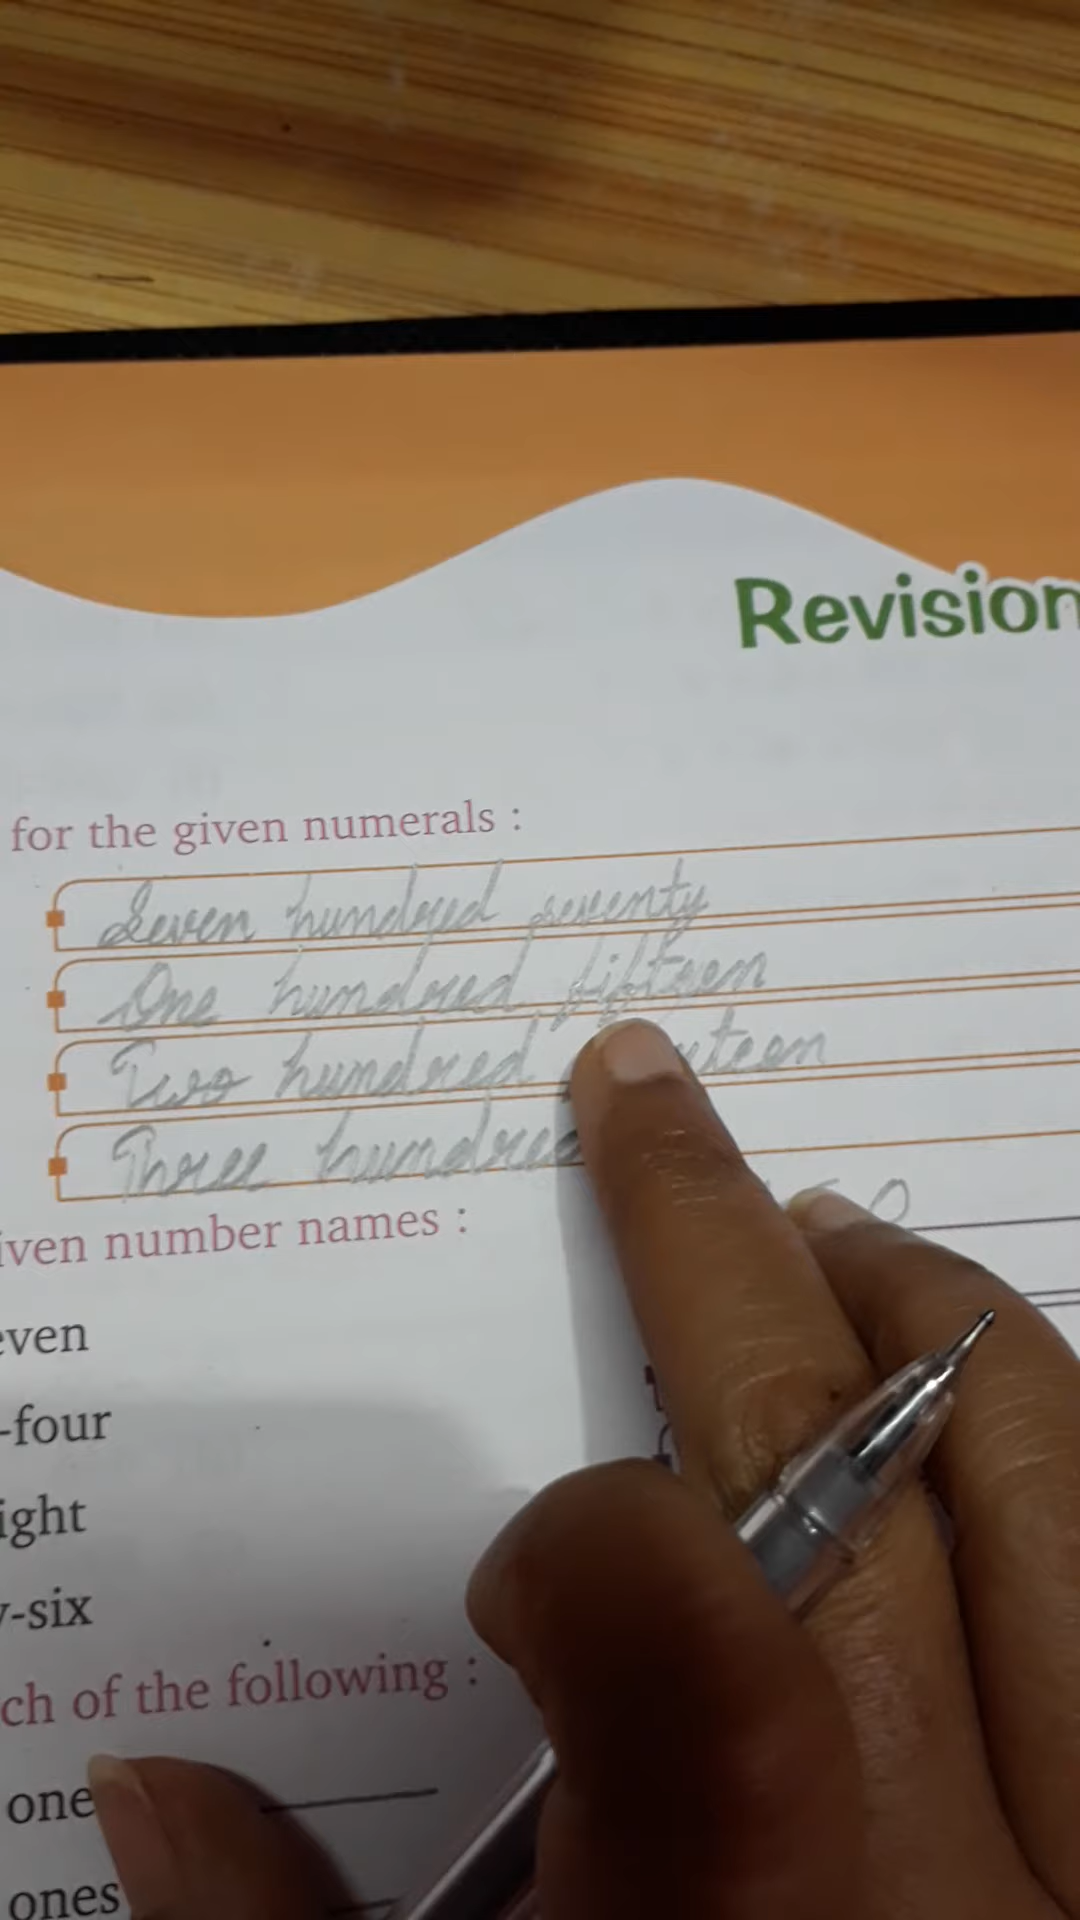 Revision
for the given numerals :
Seven hundred seventy
One hundred fifteen
Two hundred
Three hundred
iven number names :
even
-four
ight
y-six
ch of the following :
one
ones